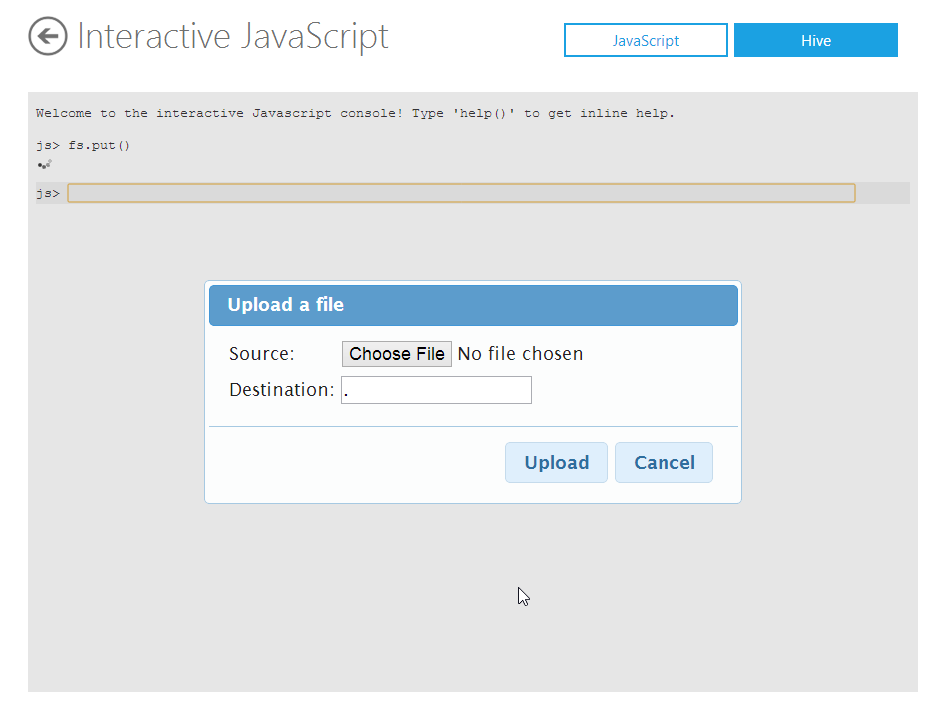 Interactive JavaScript
JavaScript
Hive
Welcome to the interactive Javascript console! Type 'help()' to get inline help.
js> fs.put()
js>
Upload a file
Source: Choose File No file chosen
Destination: .
Upload Cancel